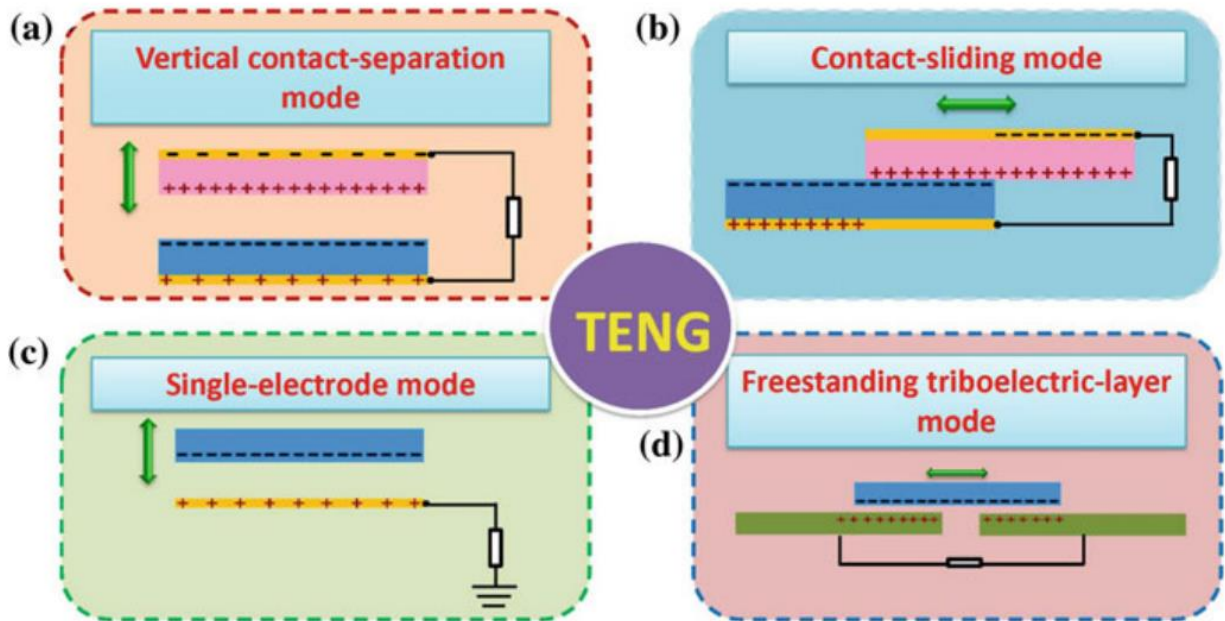 (a)
Vertical contact-separation
mode
(b)
Contact-sliding mode
TENG
(c)
Single-electrode mode
Freestanding triboelectric-layer
mode
(d)